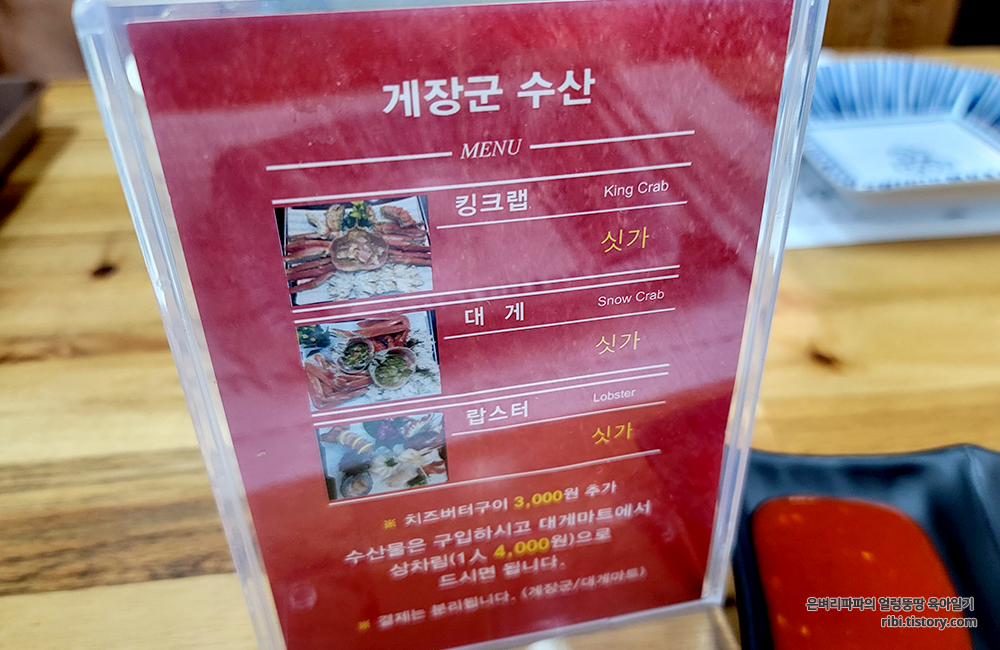 게장군 수산
MENU
킹크랩
King Crab
싯가
대 게
Snow Crab
싯가
랍스터
Lobster
싯가
※ 치즈버터구이 3,000원 추가
수산물은 구입하시고 대게마트에서
상차림(1人 4,000원)으로
드시면 됩니다.
※ 결제는 분리됩니다. (게장군/대게마트)
은벼리파파의 얼렁뚱땅 육아일기
ribi.tistory.com